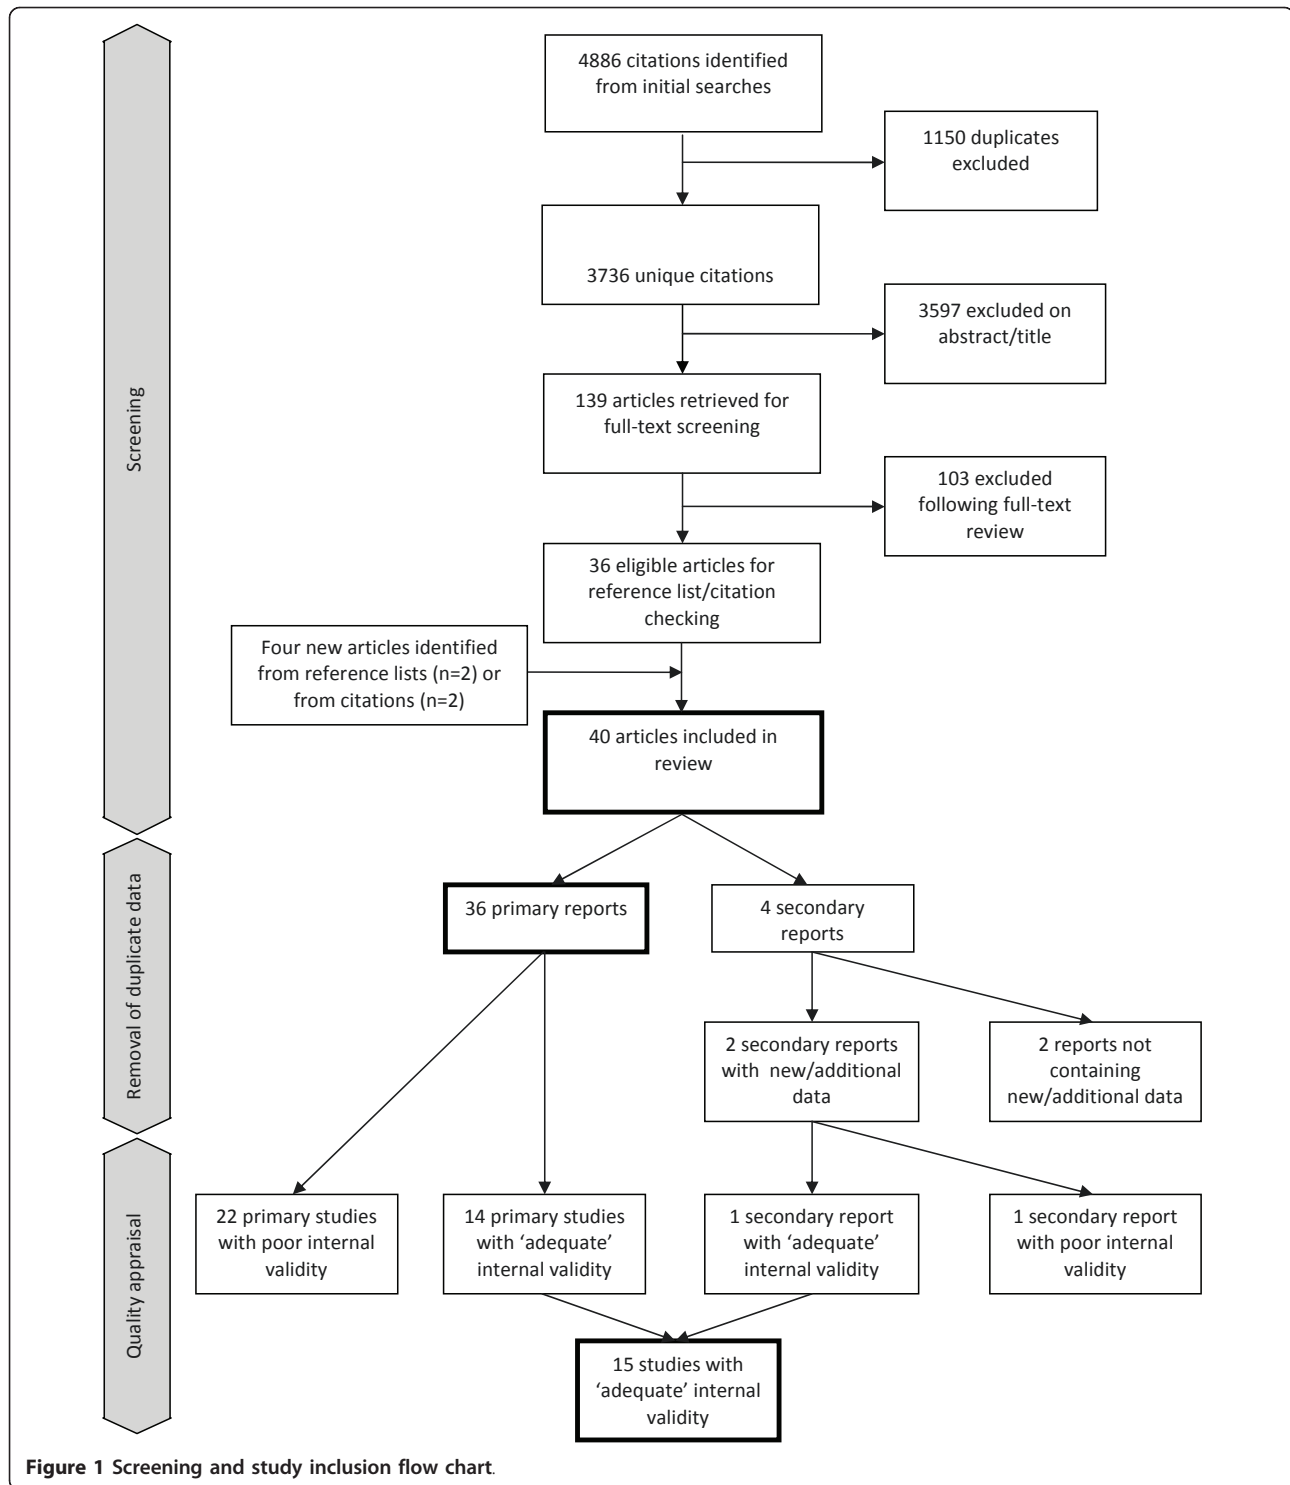 4886 citations identified
from initial searches
1150 duplicates
excluded
3736 unique citations
3597 excluded on
abstract/title
139 articles retrieved for
full-text screening
103 excluded
following full-text
review
36 eligible articles for
reference list/citation
checking
Four new articles identified
from reference lists (n=2) or
from citations (n=2)
40 articles included in
review
Screening
36 primary reports
4 secondary
reports
2 secondary reports
with new/additional
data
2 reports not
containing
new/additional data
Removal of duplicate data
22 primary studies
with poor internal
validity
14 primary studies
with ‘adequate’
internal validity
1 secondary report
with ‘adequate’
internal validity
1 secondary report
with poor internal
validity
15 studies with
‘adequate’ internal
validity
Quality appraisal
Figure 1 Screening and study inclusion flow chart.